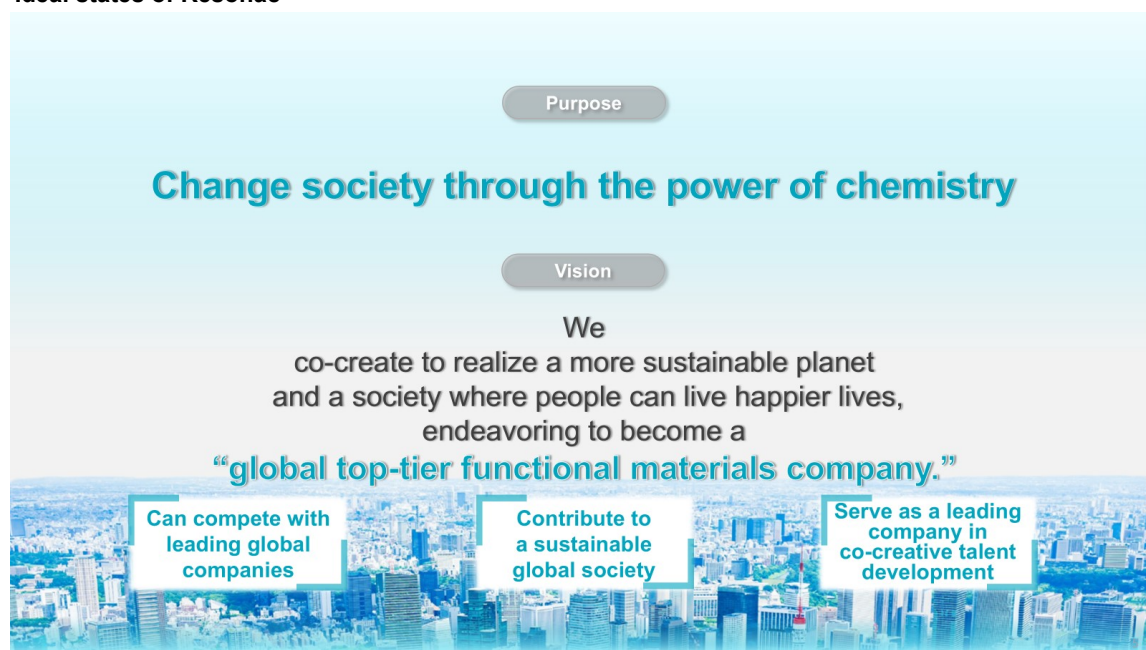 Ideal states of Resonac
Purpose
Change society through the power of chemistry
Vision
We
co-create to realize a more sustainable planet
and a society where people can live happier lives,
endeavoring to become a
“global top-tier functional materials company.”
Can compete with
leading global
companies
Contribute to
a sustainable
global society
Serve as a leading
company in
co-creative talent
development